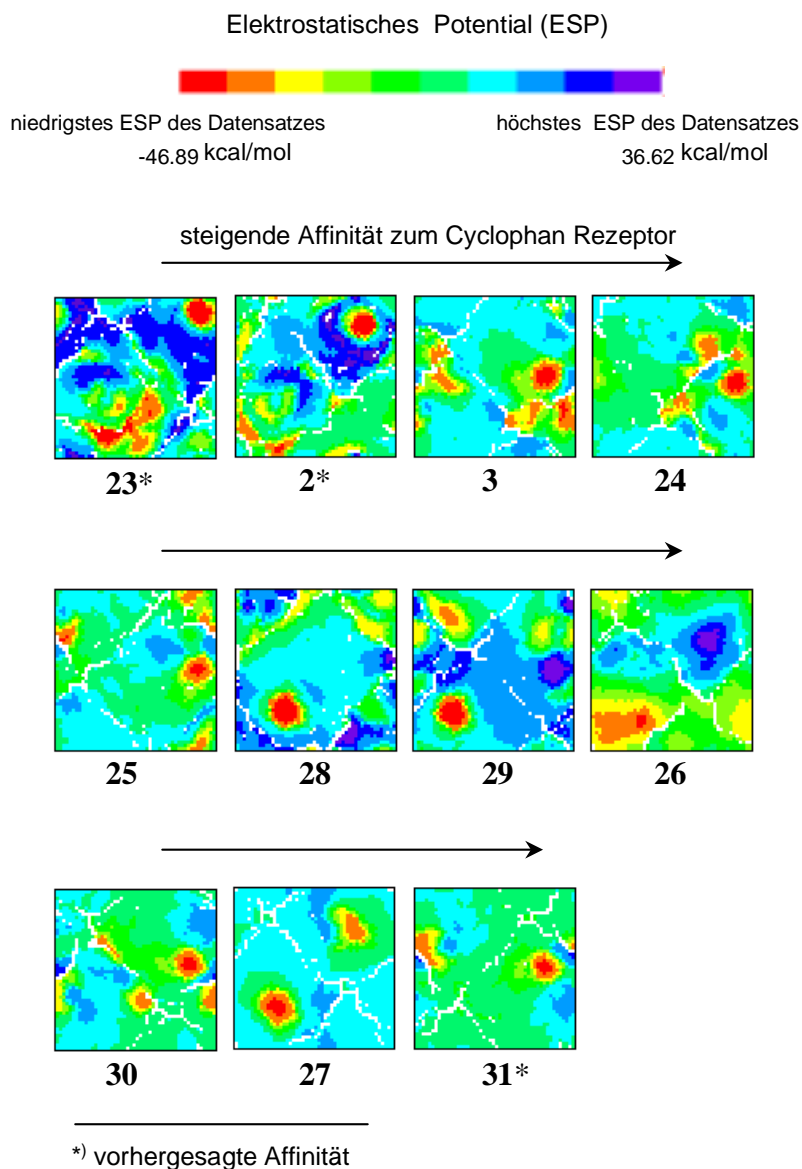 Elektrostatisches Potential (ESP)
niedrigstes ESP des Datensatzes
-46.89 kcal/mol
höchstes ESP des Datensatzes
36.62 kcal/mol
steigende Affinität zum Cyclophan Rezeptor
23*
2*
3
24
25
28
29
26
30
27
31*
*) vorhergesagte Affinität